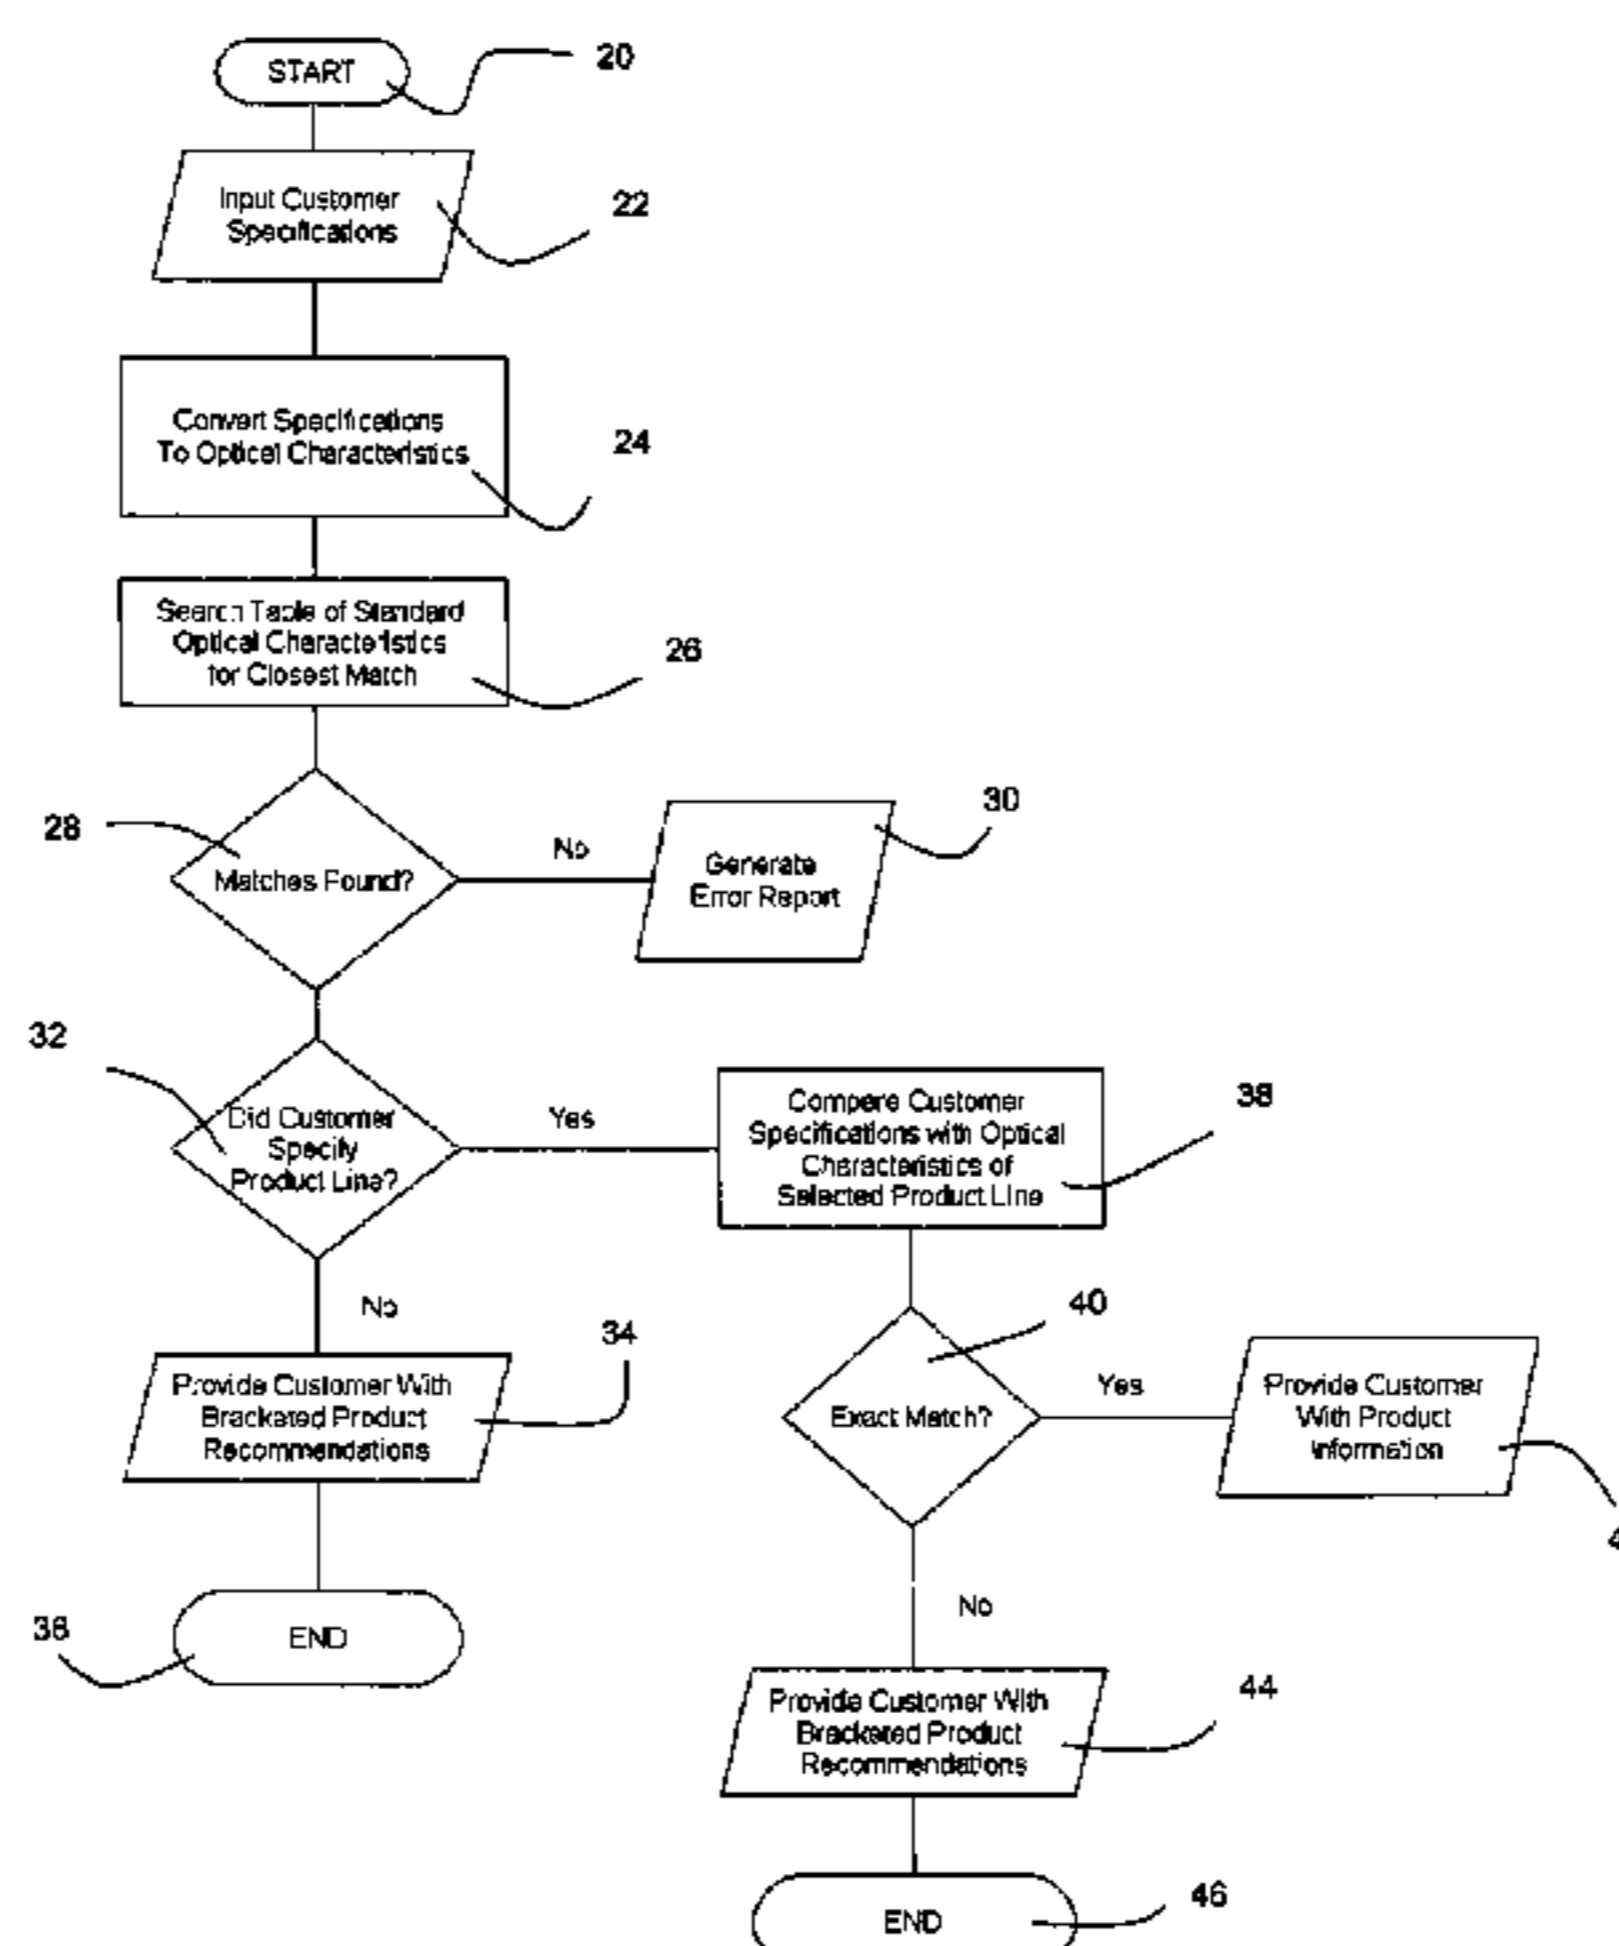 START
20
Input Customer
Specifications
22
Convert Specifications
To Optical Characteristics
24
Search Table of Standard
Optical Characteristics
for Closest Match
26
28
Matches Found?
No
Generate
Error Report
30
32
Did Customer
Specify
Product Line?
Yes
Compare Customer
Specifications with Optical
Characteristics of
Selected Product Line
38
No
Provide Customer With
Bracketed Product
Recommendations
34
40
Exact Match?
Yes
Provide Customer
With Product
Information
36
END
No
Provide Customer With
Bracketed Product
Recommendations
44
END
46